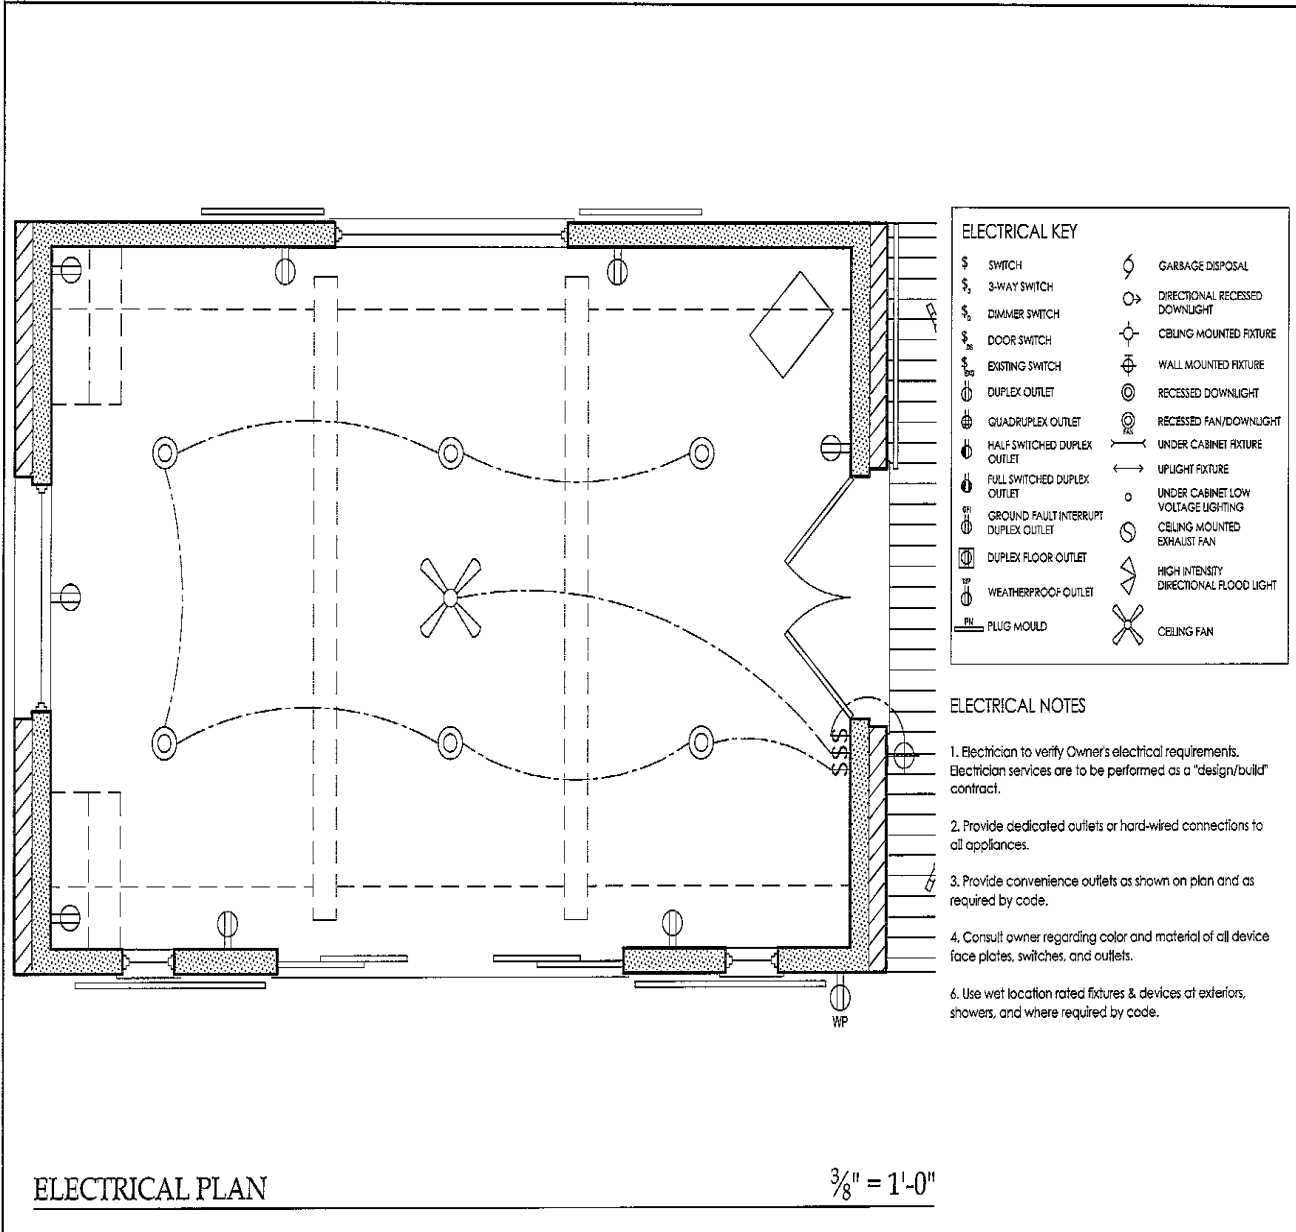 ELECTRICAL KEY
$ SWITCH
$3 3-WAY SWITCH
$D DIMMER SWITCH
$DS DOOR SWITCH
$EXG EXISTING SWITCH
DUPLEX OUTLET
QUADRUPLEX OUTLET
HALF SWITCHED DUPLEX
OUTLET
FULL SWITCHED DUPLEX
OUTLET
GFI
GROUND FAULT INTERRUPT
DUPLEX OUTLET
DUPLEX FLOOR OUTLET
WP
WEATHERPROOF OUTLET
PM PLUG MOULD
GARBAGE DISPOSAL
DIRECTIONAL RECESSED
DOWNLIGHT
CEILING MOUNTED FIXTURE
WALL MOUNTED FIXTURE
RECESSED DOWNLIGHT
RECESSED FAN/DOWNLIGHT
FAN
UNDER CABINET FIXTURE
UPLIGHT FIXTURE
UNDER CABINET LOW
VOLTAGE LIGHTING
CEILING MOUNTED
EXHAUST FAN
HIGH INTENSITY
DIRECTIONAL FLOOD LIGHT
CEILING FAN
$
$
$
ELECTRICAL NOTES
1. Electrician to verify Owner's electrical requirements.
Electrician services are to be performed as a "design/build"
contract.
2. Provide dedicated outlets or hard-wired connections to
all appliances.
3. Provide convenience outlets as shown on plan and as
required by code.
4. Consult owner regarding color and material of all device
face plates, switches, and outlets.
6. Use wet location rated fixtures & devices at exteriors,
showers, and where required by code.
WP
ELECTRICAL PLAN
3/8" = 1'-0"